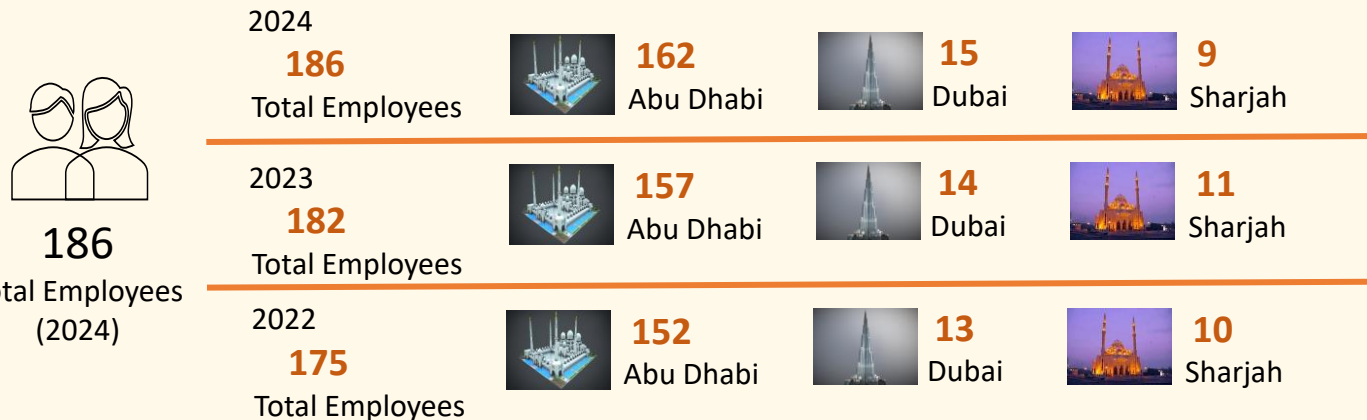 186
otal Employees
(2024)
2024
186
Total Employees
162
Abu Dhabi
15
Dubai
9
Sharjah
2023
182
Total Employees
157
Abu Dhabi
14
Dubai
11
Sharjah
2022
175
Total Employees
152
Abu Dhabi
13
Dubai
10
Sharjah